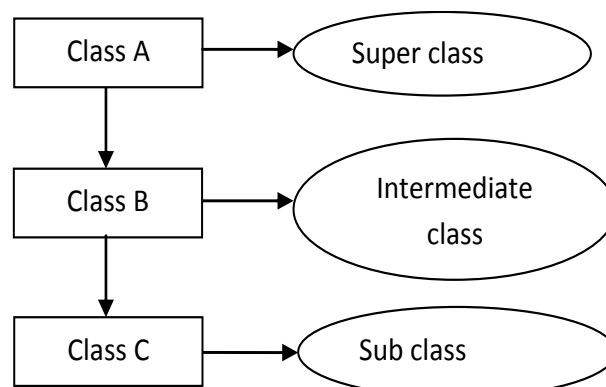 Class A
Super class
Class B
Intermediate
class
Class C
Sub class